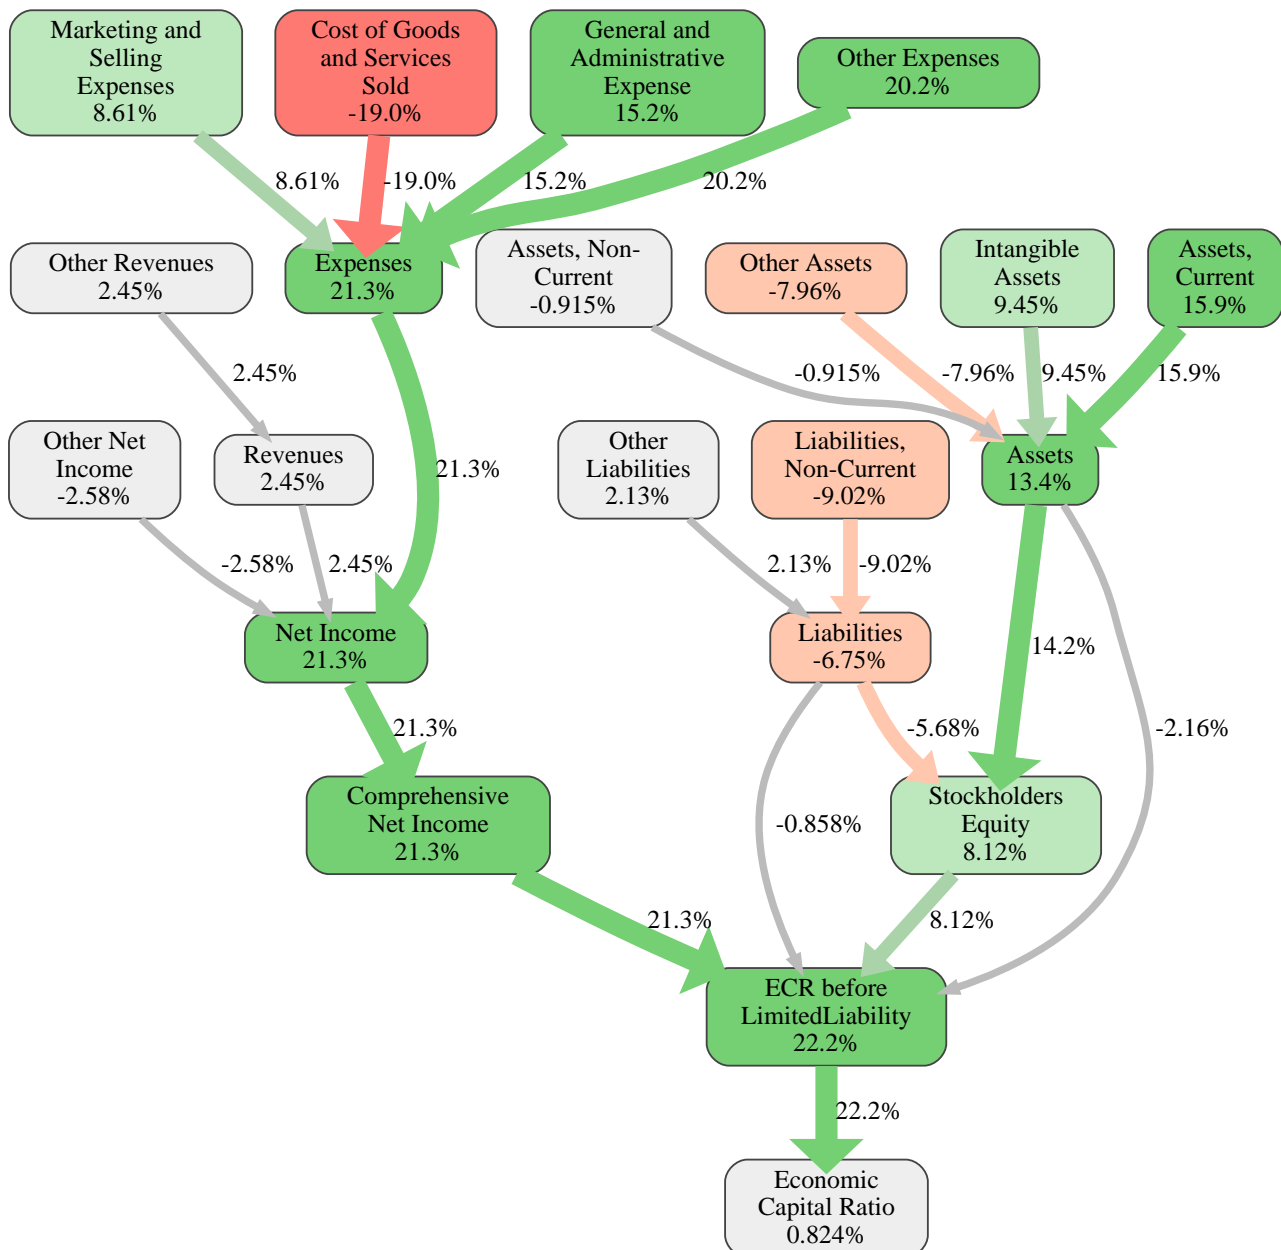 Marketing and
Selling
Expenses
8.61%
Cost of Goods
and Services
Sold
-19.0%
General and
Administrative
Expense
15.2%
Other Expenses
20.2%
8.61%
-19.0%
15.2%
20.2%
Other Revenues
2.45%
Expenses
21.3%
Assets, Non-
Current
-0.915%
Other Assets
-7.96%
Intangible
Assets
9.45%
Assets,
Current
15.9%
2.45%
-0.915%
-7.96%
9.45%
15.9%
Other Net
Income
-2.58%
Revenues
2.45%
21.3%
Other
Liabilities
2.13%
Liabilities,
Non-Current
-9.02%
Assets
13.4%
-2.58%
2.45%
2.13%
-9.02%
Net Income
21.3%
Liabilities
-6.75%
14.2%
21.3%
-5.68%
-2.16%
Comprehensive
Net Income
21.3%
-0.858%
Stockholders
Equity
8.12%
21.3%
8.12%
ECR before
LimitedLiability
22.2%
22.2%
Economic
Capital Ratio
0.824%